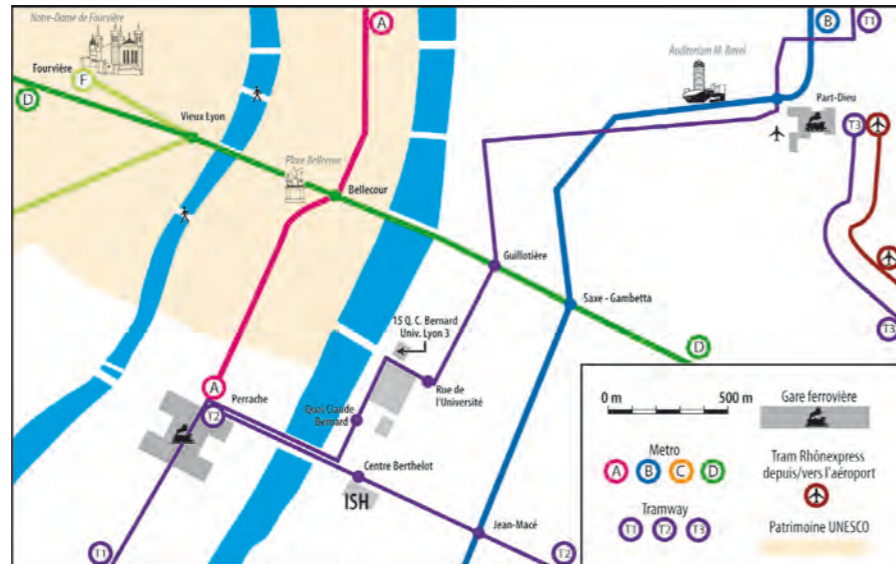 Notre-Dame de Fourvière
A
B
T1
Fourvière
F
D
Auditorium M. Ravel
Part-Dieu
T3
Vieux Lyon
Place Bellecour
Bellecour
Guillotière
Saxe - Gambetta
T3
15 Q. C. Bernard
Univ. Lyon 3
D
A
Perrache
T2
Rue de
l'Université
Quai Claude
Bernard
Centre Berthelot
ISH
Jean-Macé
T1
T2
0 m
500 m
Gare ferrovière
Metro
A B C D
Tram Rhônexpress
depuis/vers l'aéroport
Tramway
T1 T2 T3
Patrimoine UNESCO